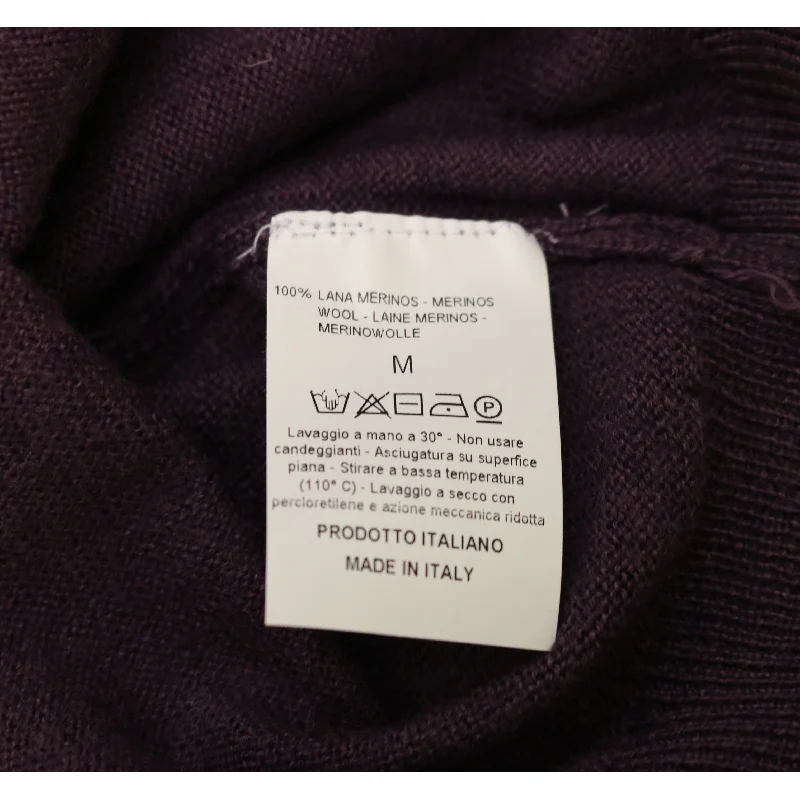 100% LANA MERINOS - MERINOS
WOOL - LAINE MERINOS -
MERINOWOLLE
M
P
Lavaggio a mano a 30° - Non usare
candeggianti - Asciugatura su superfice
piana - Stirare a bassa temperatura
(110° C) - Lavaggio a secco con
percloretilene e azione meccanica ridotta
PRODOTTO ITALIANO
MADE IN ITALY